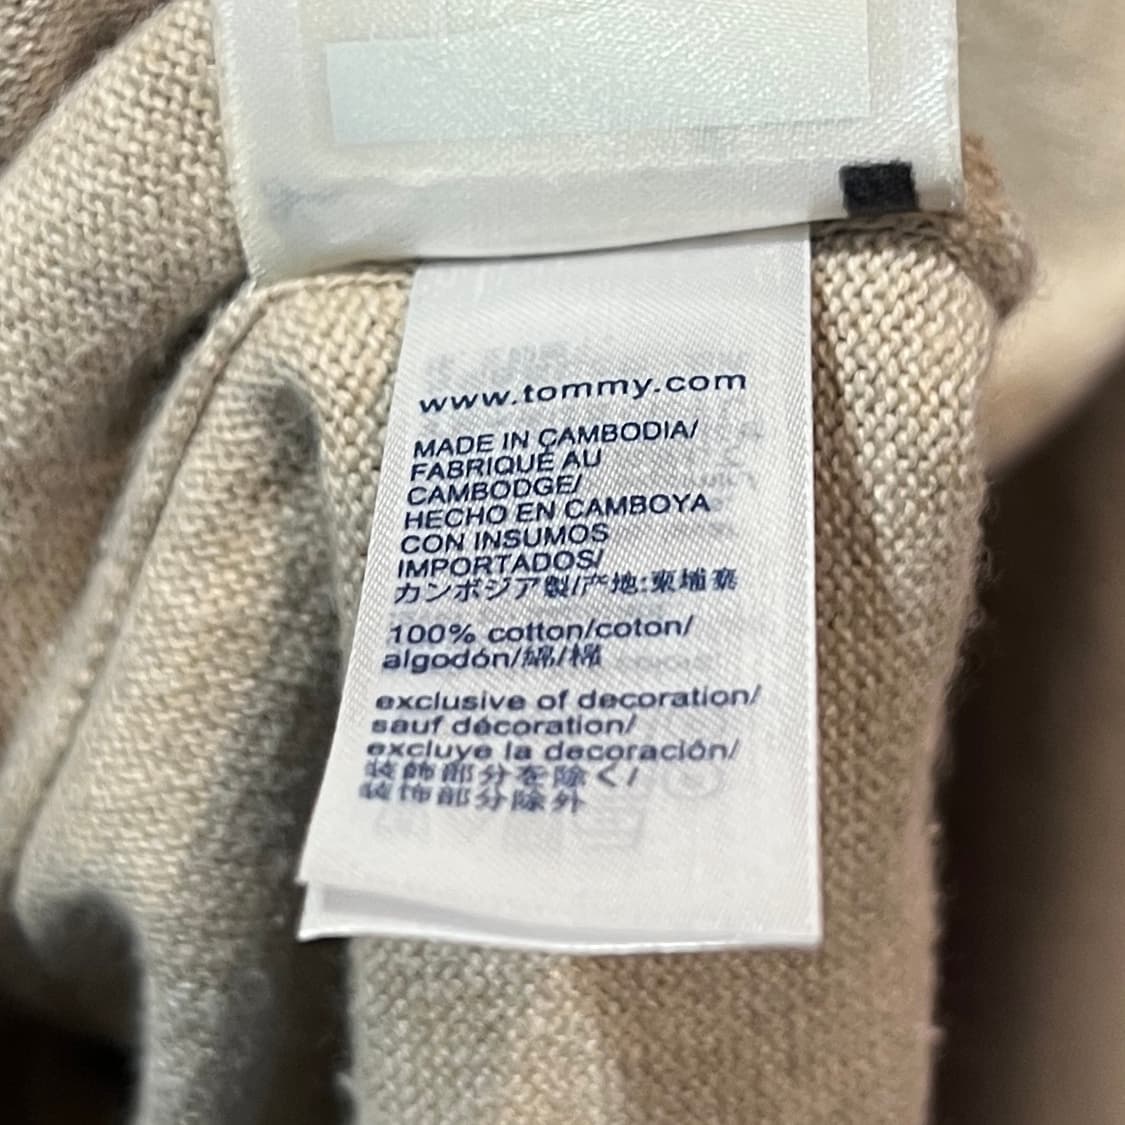 www.tommy.com
MADE IN CAMBODIA/
FABRIQUÉ AU
CAMBODGE/
HECHO EN CAMBOYA
CON INSUMOS
IMPORTADOS/
カンボジア製/产地:柬埔寨
100% cotton/coton/
algodón/綿/棉
exclusive of decoration/
sauf décoration/
excluye la decoración/
装飾部分を除く/
装饰部分除外